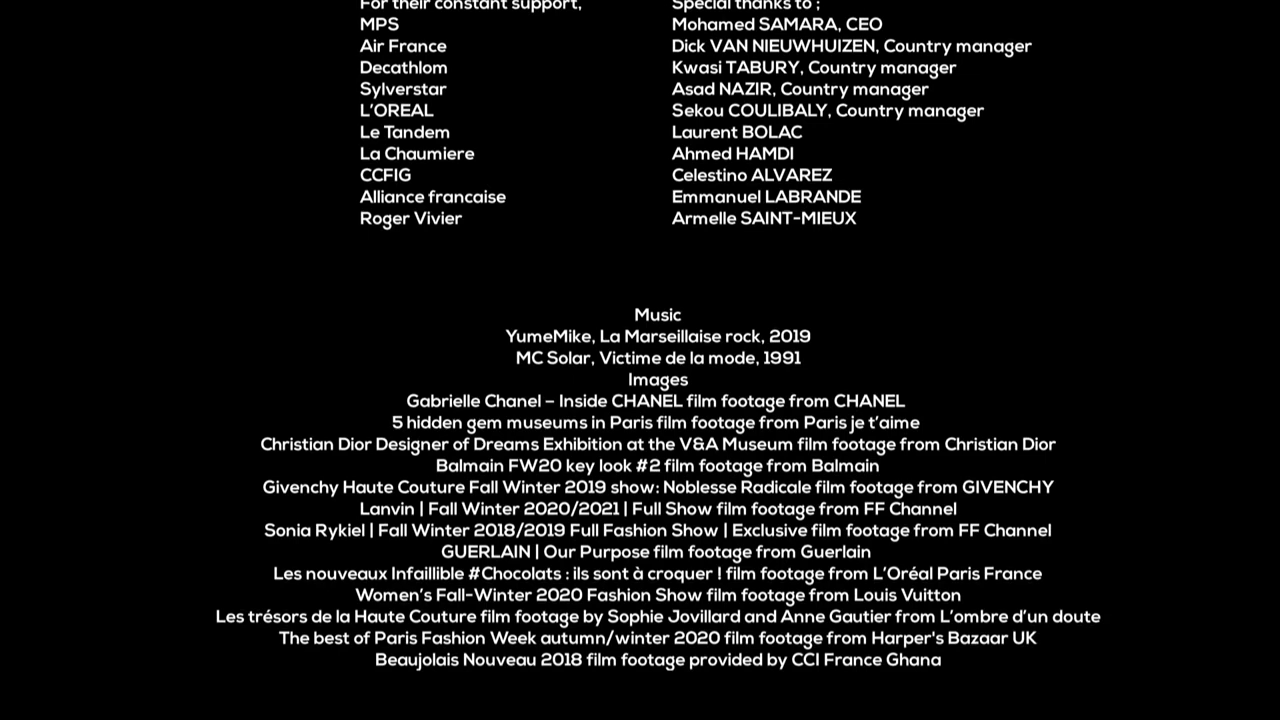 For their constant support, Special thanks to ;
MPS Mohamed SAMARA, CEO
Air France Dick VAN NIEUWHUIZEN, Country manager
Decathlom Kwasi TABURY, Country manager
Sylverstar Asad NAZIR, Country manager
L'OREAL Sekou COULIBALY, Country manager
Le Tandem Laurent BOLAC
La Chaumiere Ahmed HAMDI
CCFIG Celestino ALVAREZ
Alliance francaise Emmanuel LABRANDE
Roger Vivier Armelle SAINT-MIEUX
Music
YumeMike, La Marseillaise rock, 2019
MC Solar, Victime de la mode, 1991
Images
Gabrielle Chanel – Inside CHANEL film footage from CHANEL
5 hidden gem museums in Paris film footage from Paris je t'aime
Christian Dior Designer of Dreams Exhibition at the V&A Museum film footage from Christian Dior
Balmain FW20 key look #2 film footage from Balmain
Givenchy Haute Couture Fall Winter 2019 show: Noblesse Radicale film footage from GIVENCHY
Lanvin | Fall Winter 2020/2021 | Full Show film footage from FF Channel
Sonia Rykiel | Fall Winter 2018/2019 Full Fashion Show | Exclusive film footage from FF Channel
GUERLAIN | Our Purpose film footage from Guerlain
Les nouveaux Infaillible #Chocolats : ils sont à croquer ! film footage from L'Oréal Paris France
Women's Fall-Winter 2020 Fashion Show film footage from Louis Vuitton
Les trésors de la Haute Couture film footage by Sophie Jovillard and Anne Gautier from L'ombre d'un doute
The best of Paris Fashion Week autumn/winter 2020 film footage from Harper's Bazaar UK
Beaujolais Nouveau 2018 film footage provided by CCI France Ghana